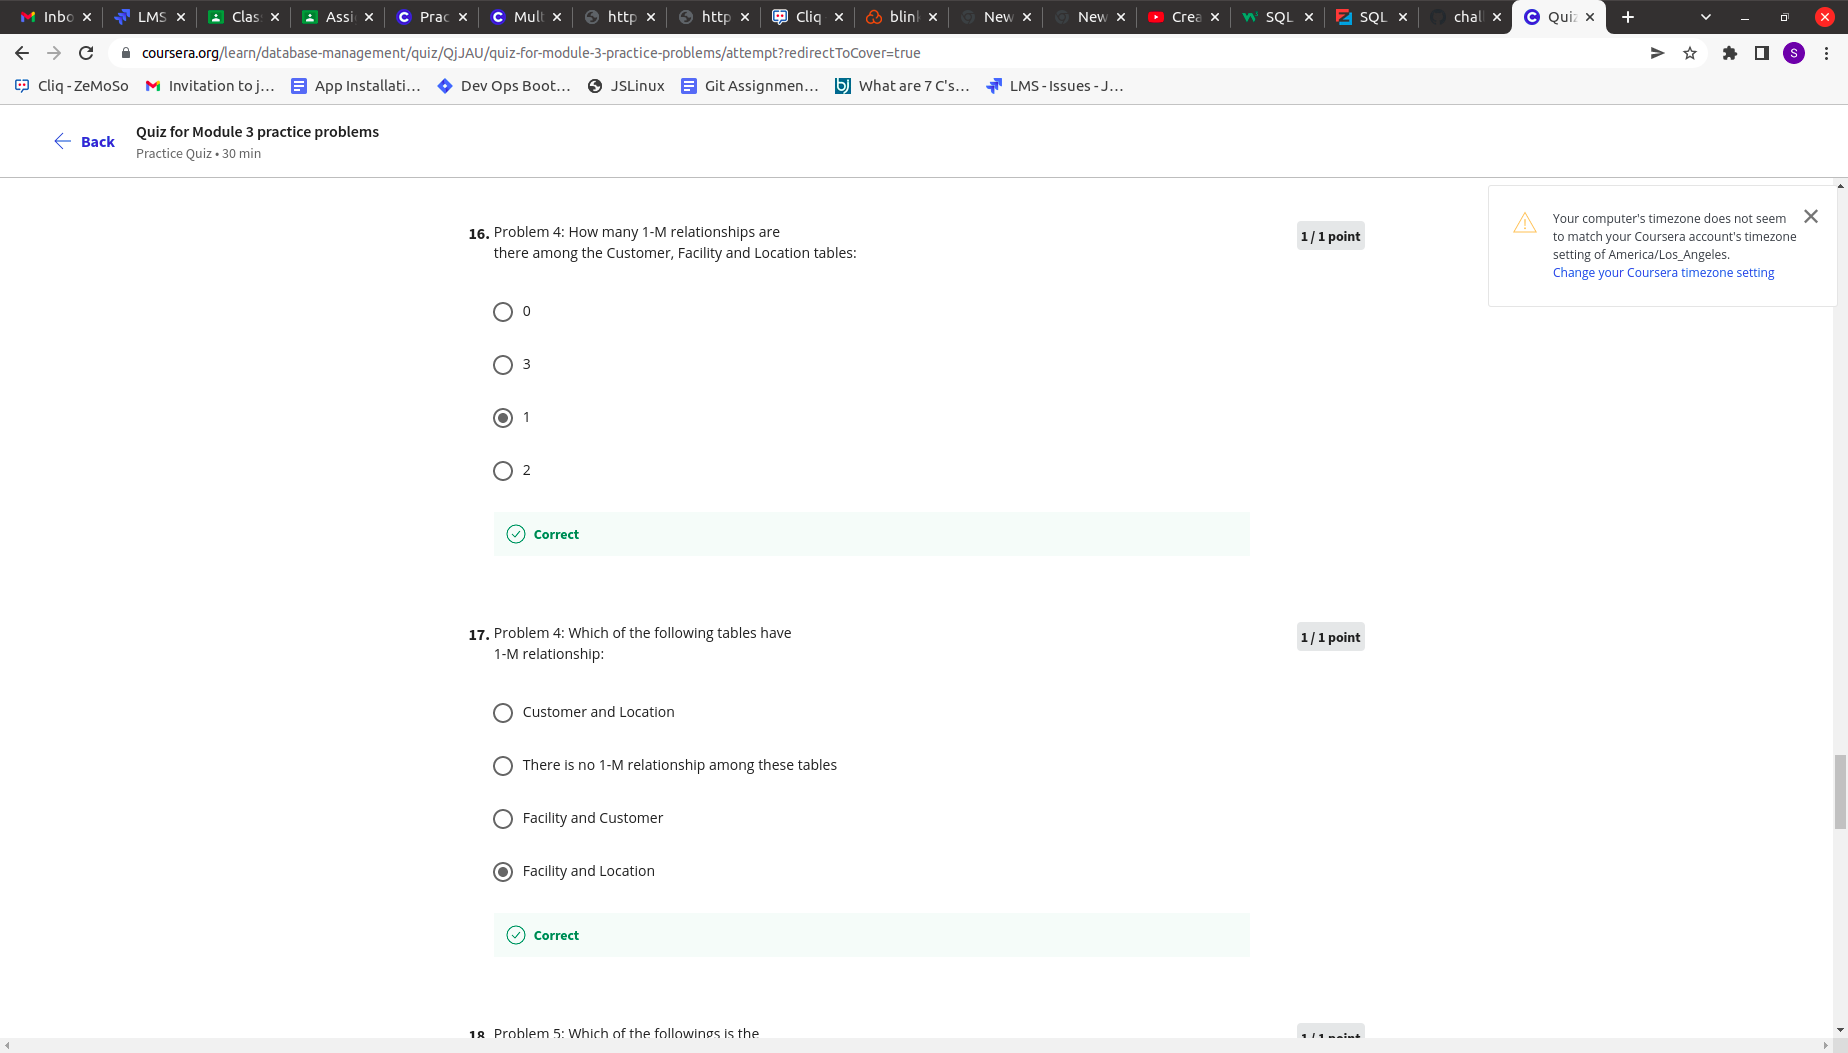 Inbo
LMS
Clas
Assi
Prac
Mult
http
http
Cliq
blin
New
New
Crea
SQL
SQL
chal
Quiz
coursera.org/learn/database-management/quiz/QjJAU/quiz-for-module-3-practice-problems/attempt?redirectToCover=true
S
Cliq - ZeMoSo
Invitation to j...
App Installati...
Dev Ops Boot...
JSLinux
Git Assignmen...
What are 7 C's...
LMS - Issues - J...
Back
Quiz for Module 3 practice problems
Practice Quiz • 30 min
Your computer's timezone does not seem
to match your Coursera account's timezone
setting of America/Los_Angeles.
Change your Coursera timezone setting
16. Problem 4: How many 1-M relationships are
there among the Customer, Facility and Location tables:
1 / 1 point
0
3
1
2
Correct
17. Problem 4: Which of the following tables have
1-M relationship:
1 / 1 point
Customer and Location
There is no 1-M relationship among these tables
Facility and Customer
Facility and Location
Correct
18. Problem 5: Which of the followings is the
1 / 1 point